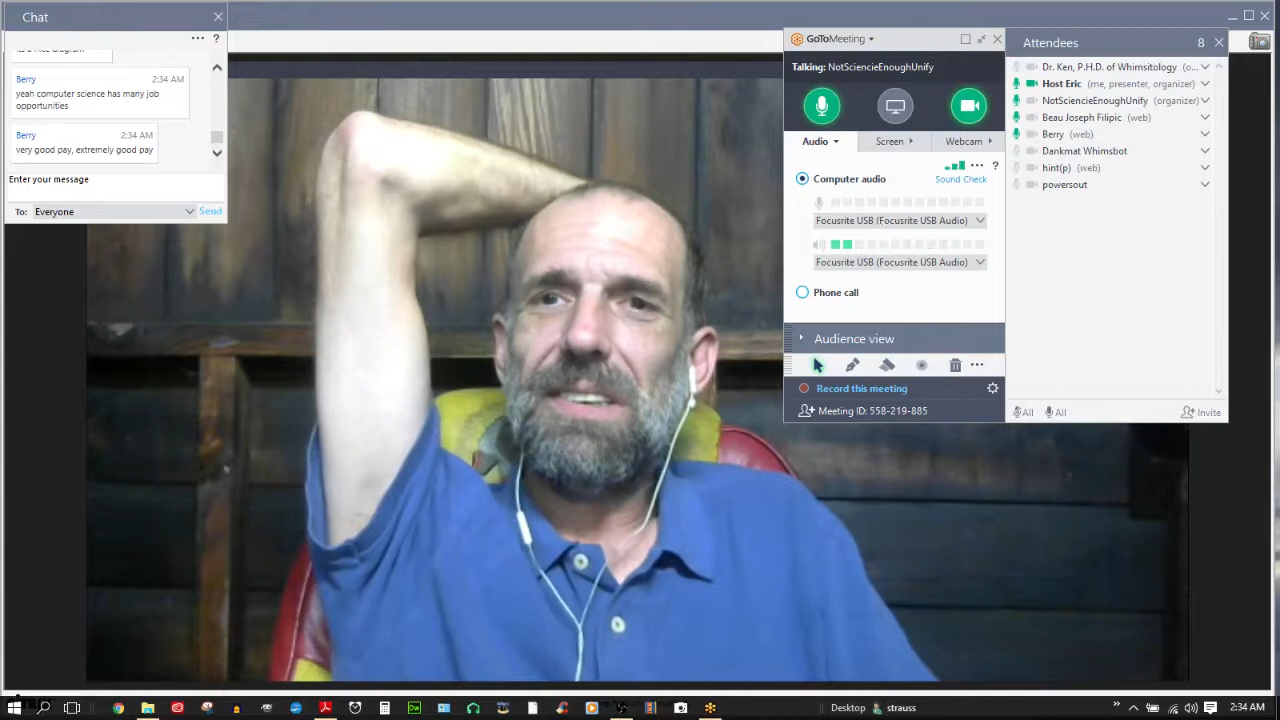 Chat
?
Berry 2:34 AM
yeah computer science has many job
opportunities
Berry 2:34 AM
very good pay, extremely good pay
Enter your message
To: Everyone Send
GoToMeeting
Talking: NotSciencieEnoughUnify
Audio Screen Webcam
?
Computer audio Sound Check
Focusrite USB (Focusrite USB Audio)
Focusrite USB (Focusrite USB Audio)
Phone call
Audience view
Record this meeting
Meeting ID: 558-219-885
Attendees 8
Dr. Ken, P.H.D. of Whimsitology (o...
Host Eric (me, presenter, organizer)
NotSciencieEnoughUnify (organizer)
Beau Joseph Filipic (web)
Berry (web)
Dankmat Whimsbot
hint(p) (web)
powersout
All All Invite
Dw
Desktop strauss 2:34 AM